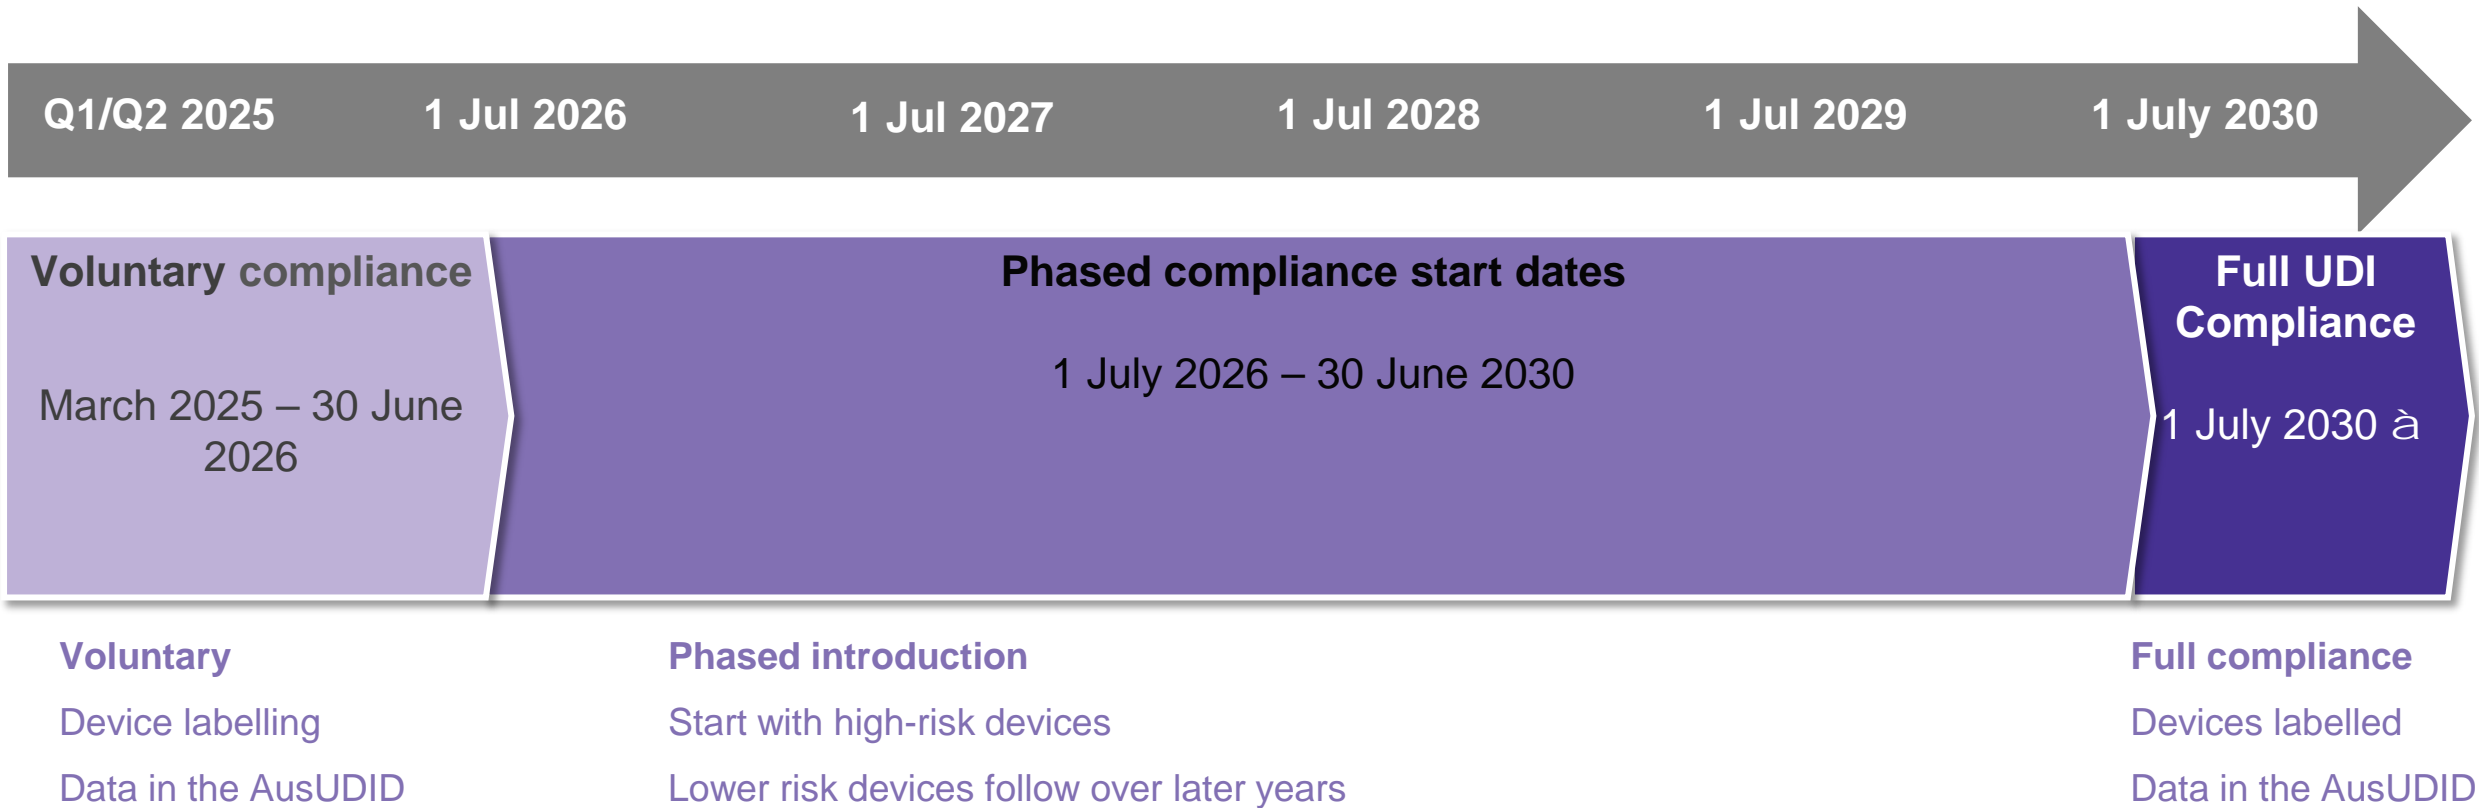 Q1/Q2 2025 1 Jul 2026 1 Jul 2027 1 Jul 2028 1 Jul 2029 1 July 2030
Voluntary compliance
March 2025 – 30 June
2026
Phased compliance start dates
1 July 2026 – 30 June 2030
Full UDI
Compliance
1 July 2030 à
Voluntary
Device labelling
Data in the AusUDID
Phased introduction
Start with high-risk devices
Lower risk devices follow over later years
Full compliance
Devices labelled
Data in the AusUDID